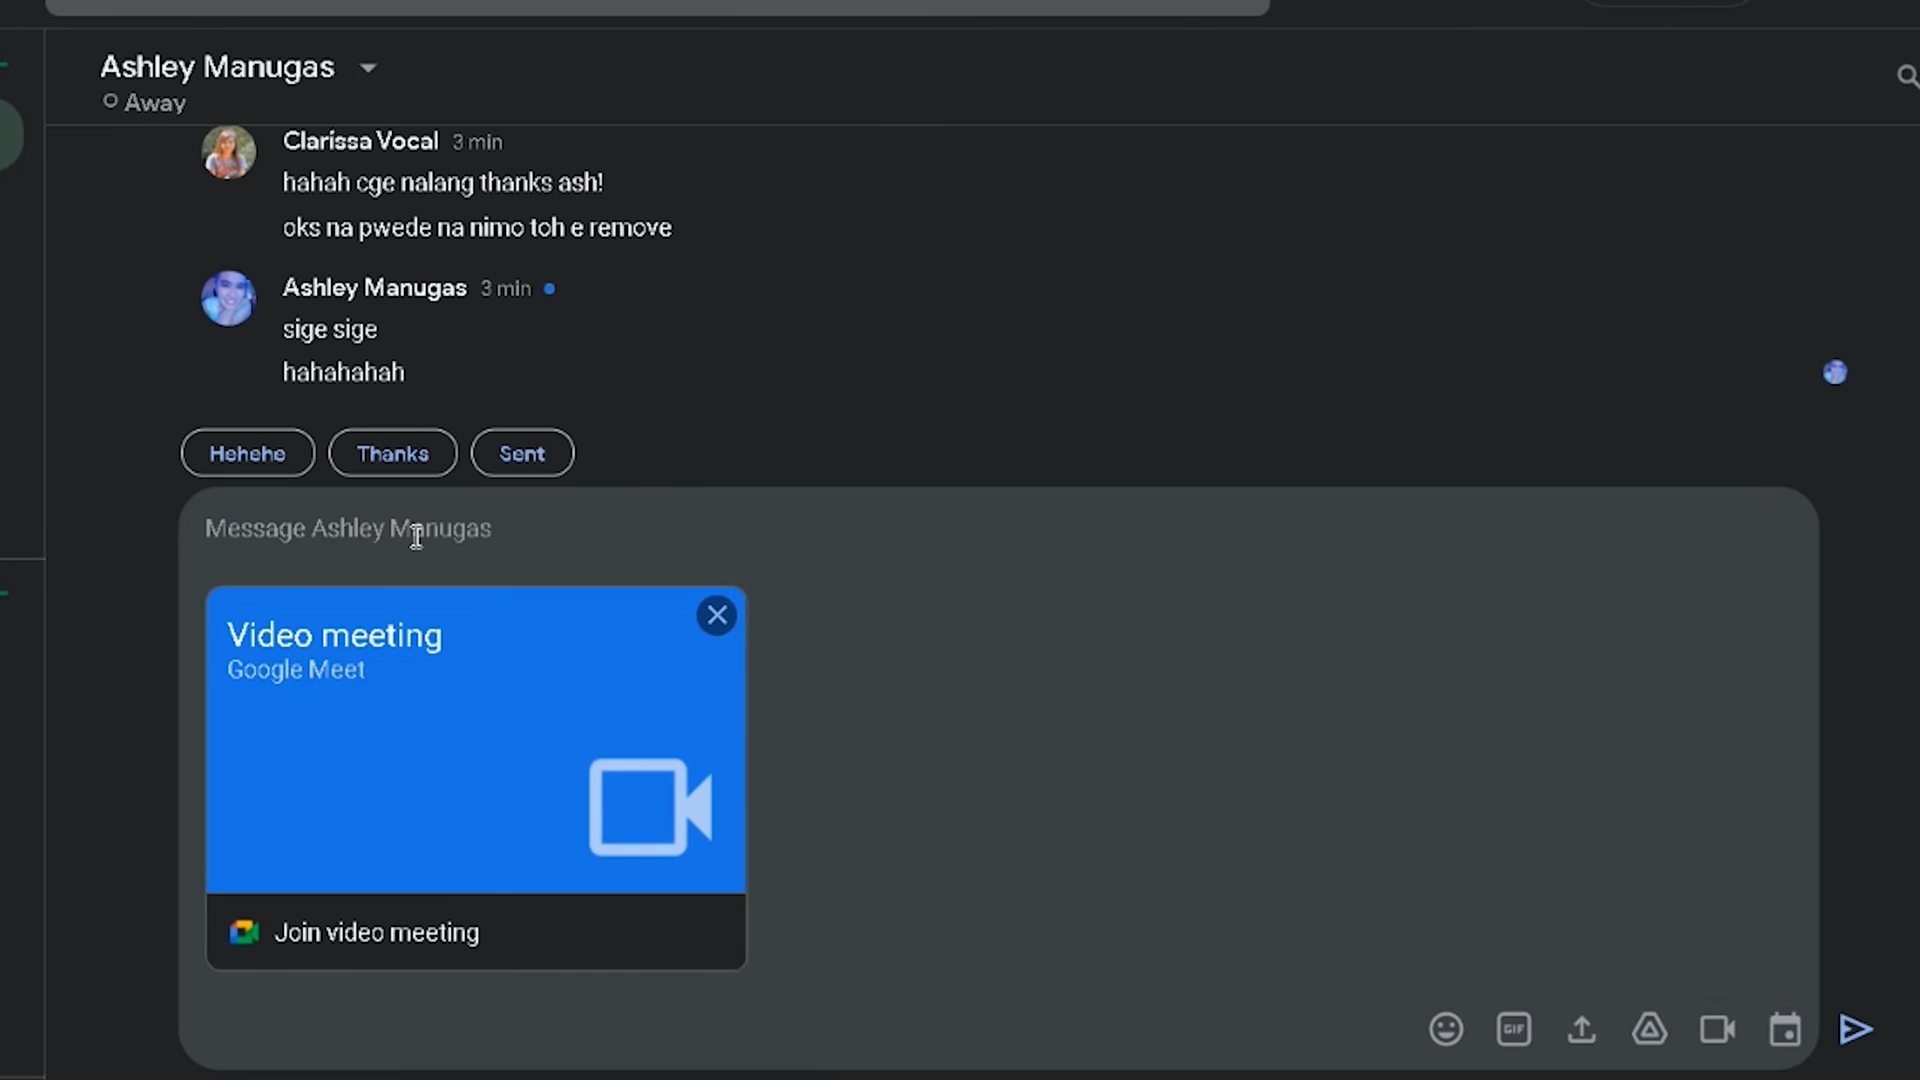 Ashley Manugas
Away
Clarissa Vocal 3 min
hahah cge nalang thanks ash!
oks na pwede na nimo toh e remove
Ashley Manugas 3 min
sige sige
hahahahah
Hehehe Thanks Sent
Message Ashley Manugas
Video meeting
Google Meet
Join video meeting
GIF